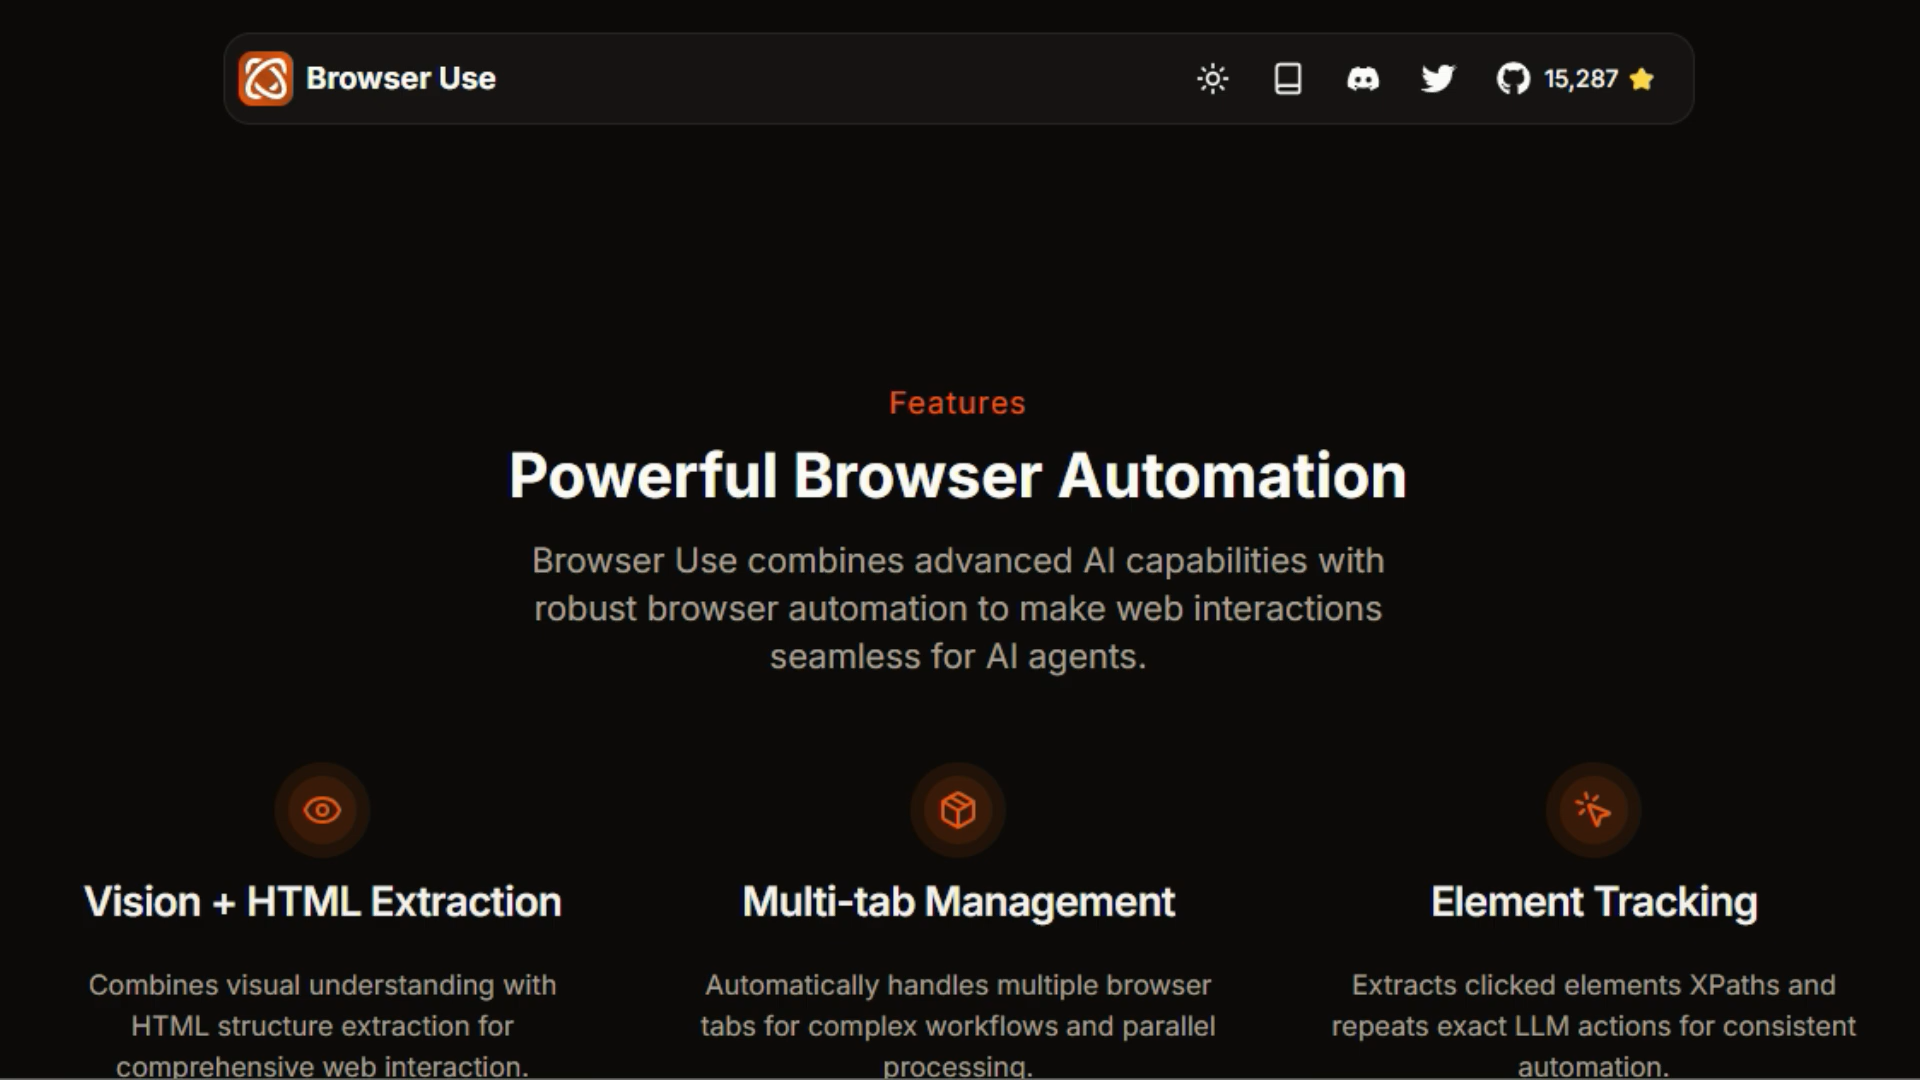 Browser Use
15,287
Features
Powerful Browser Automation
Browser Use combines advanced AI capabilities with
robust browser automation to make web interactions
seamless for AI agents.
Vision + HTML Extraction
Combines visual understanding with
HTML structure extraction for
comprehensive web interaction.
Multi-tab Management
Automatically handles multiple browser
tabs for complex workflows and parallel
processing.
Element Tracking
Extracts clicked elements XPaths and
repeats exact LLM actions for consistent
automation.